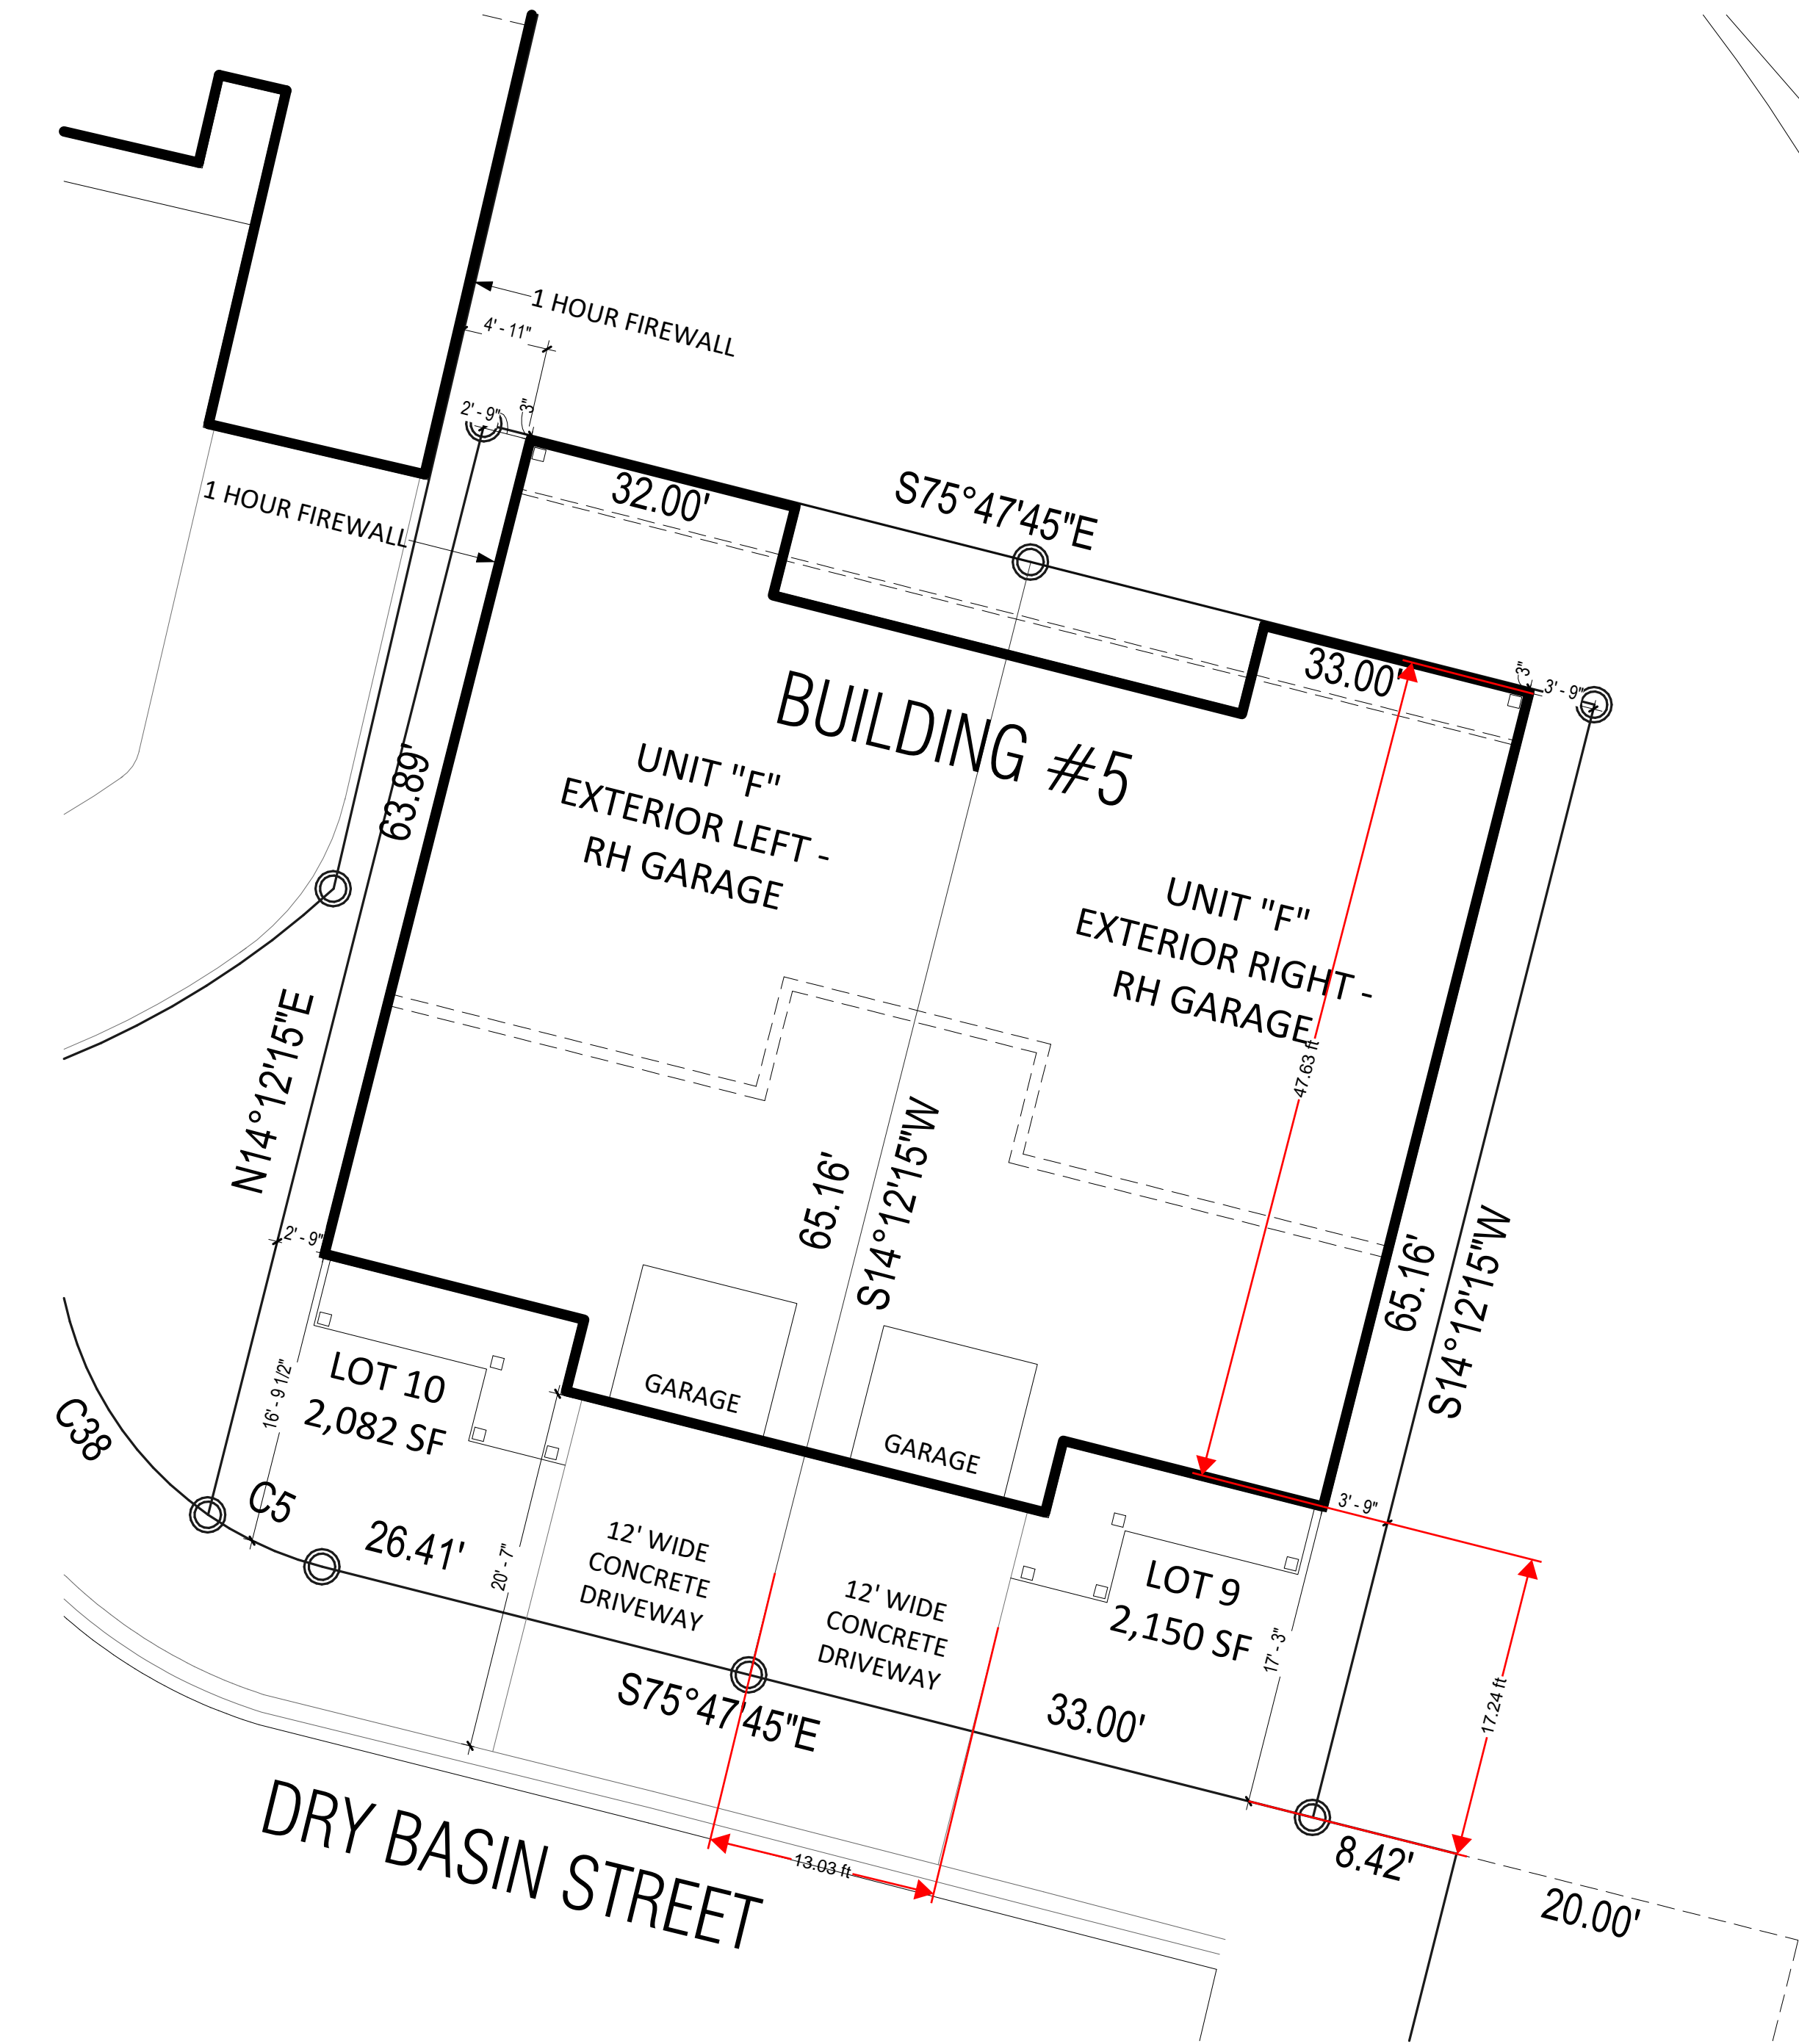 1 HOUR FIREWALL
4' - 11"
2' - 9"
3"
1 HOUR FIREWALL
32.00'
S75°47'45"E
33.00'
3"
3' - 9"
BUILDING #5
63.89'
UNIT "F"
EXTERIOR LEFT -
RH GARAGE
UNIT "F"
EXTERIOR RIGHT -
RH GARAGE
47.63 ft
N14°12'15"E
65.16'
S14°12'15"W
65.16'
S14°12'15"W
2' - 9"
GARAGE
GARAGE
LOT 10
2,082 SF
16' - 9 1/2"
C38
C5
26.41'
20' - 7"
12' WIDE
CONCRETE
DRIVEWAY
12' WIDE
CONCRETE
DRIVEWAY
3' - 9"
LOT 9
2,150 SF
17' - 3"
17.24 ft
S75°47'45"E
33.00'
8.42'
20.00'
13.03 ft
DRY BASIN STREET